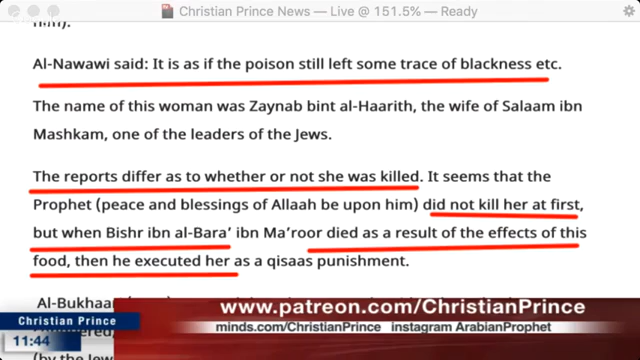 Christian Prince News — Live @ 151.5% — Ready
Al-Nawawi said: It is as if the poison still left some trace of blackness etc.
The name of this woman was Zaynab bint al-Haarith, the wife of Salaam ibn
Mashkam, one of the leaders of the Jews.
The reports differ as to whether or not she was killed. It seems that the
Prophet (peace and blessings of Allaah be upon him) did not kill her at first,
but when Bishr ibn al-Bara’ ibn Ma'roor died as a result of the effects of this
food, then he executed her as a qisaas punishment.
Al-Bukhaar
www.patreon.com/ChristianPrince
Christian Prince
minds.com/ChristianPrince instagram ArabianProphet
11:44
(by the Jew